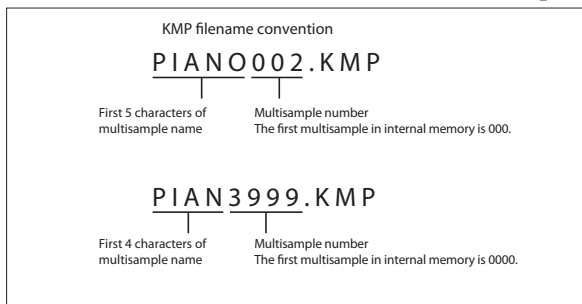 KMP filename convention
PIANO002.KMP
First 5 characters of
multisample name
Multisample number
The first multisample in internal memory is 000.
PIAN3999.KMP
First 4 characters of
multisample name
Multisample number
The first multisample in internal memory is 0000.